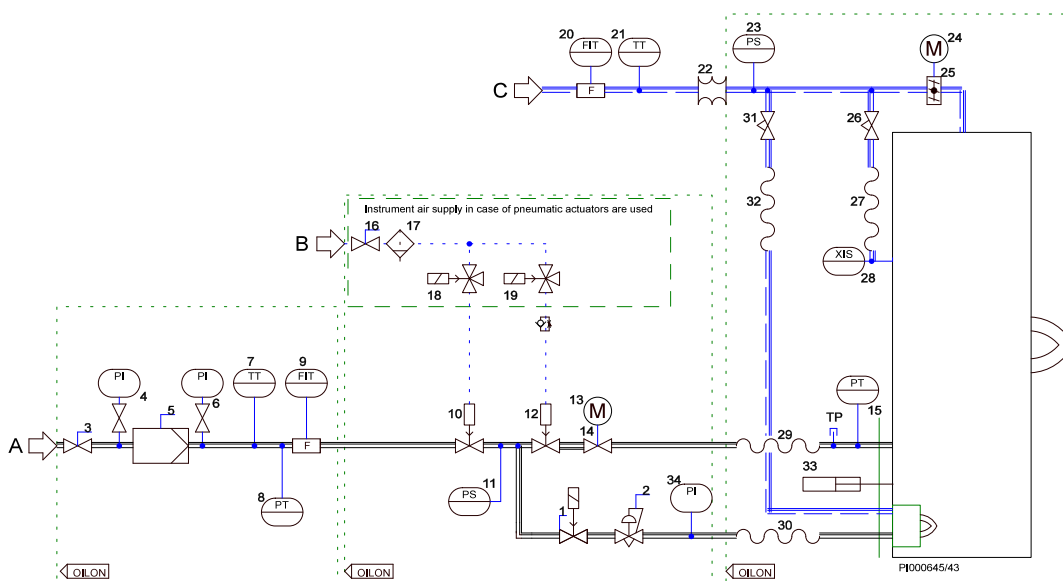 23
20
21
24
PS
FIT
TT
M
22
25
C
F
31
26
32
27
Instrument air supply in case of pneumatic actuators are used
16
17
B
XIS
28
18
19
7
9
PI
PI
TT
FIT
13
PT
4
5
6
10
12
M
TP
15
3
14
A
F
29
33
8
PT
PS
11
34
PI
2
1
30
OILON
OILON
OILON
PI000645/43